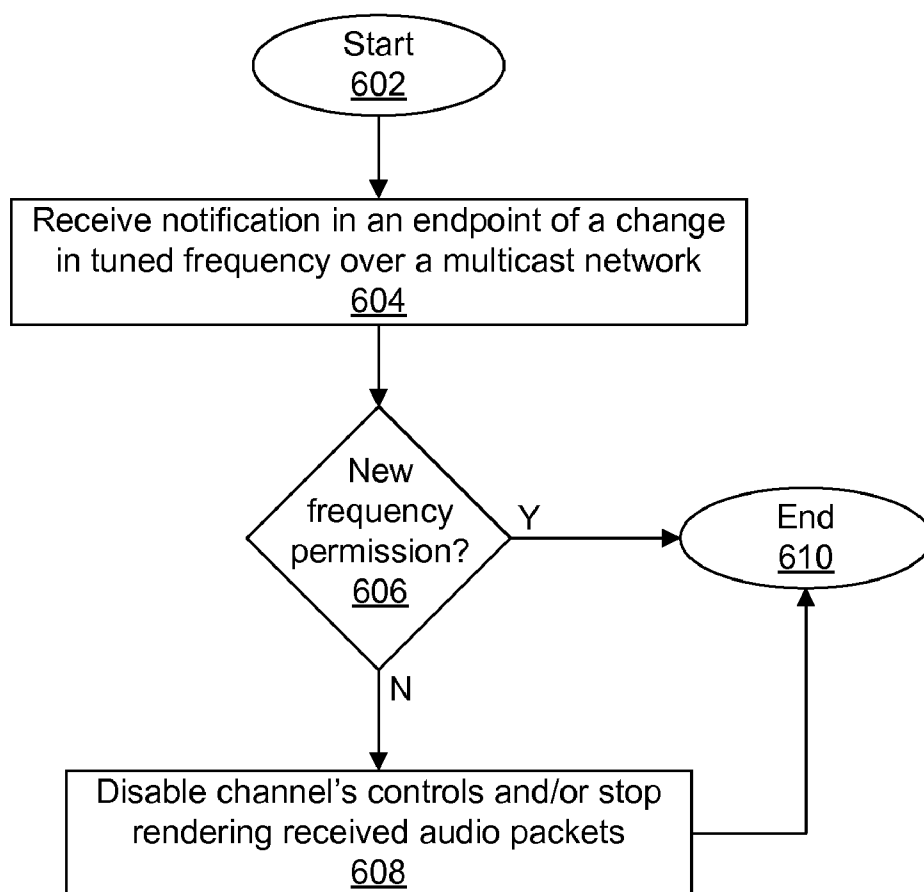 Start
602
Receive notification in an endpoint of a change
in tuned frequency over a multicast network
604
New
frequency
permission?
606
Y
End
610
N
Disable channel's controls and/or stop
rendering received audio packets
608